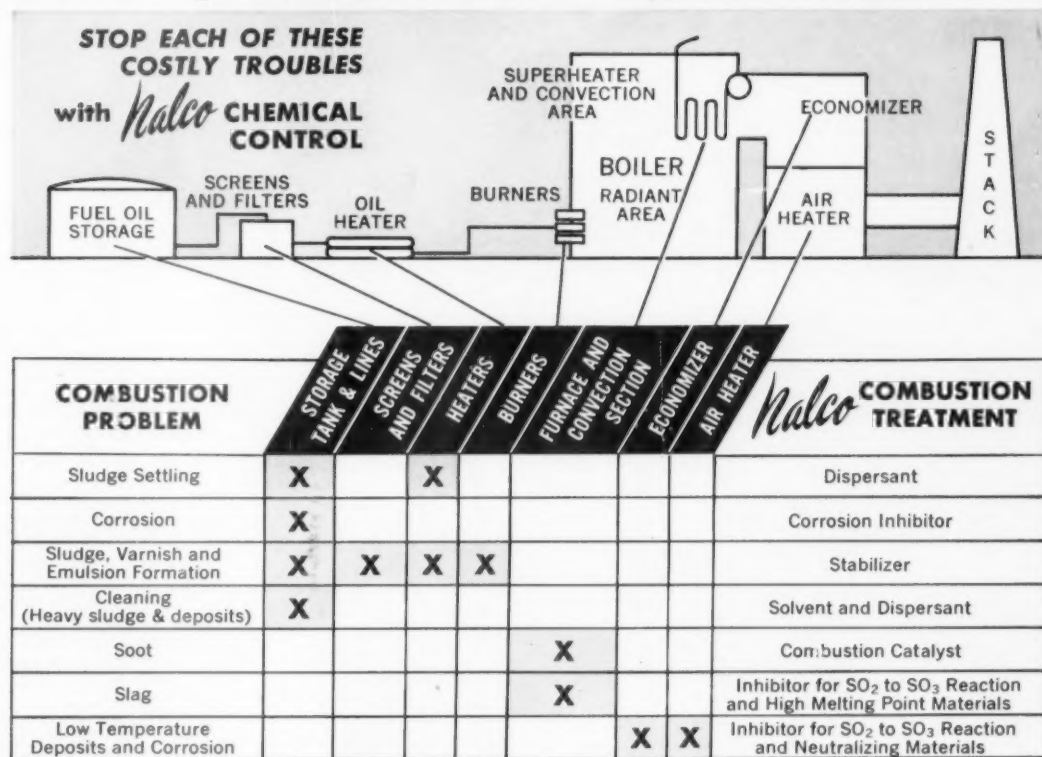 STOP EACH OF THESE
COSTLY TROUBLES
with Nalco CHEMICAL
CONTROL
FUEL OIL
STORAGE
SCREENS
AND FILTERS
OIL
HEATER
BURNERS
SUPERHEATER
AND CONVECTION
AREA
BOILER
RADIANT
AREA
ECONOMIZER
AIR
HEATER
STACK
COMBUSTION
PROBLEM
STORAGE
TANK & LINES
SCREENS
AND FILTERS
HEATERS
BURNERS
FURNACE AND
CONVECTION
SECTION
ECONOMIZER
AIR HEATER
Nalco COMBUSTION
TREATMENT
Sludge Settling X X Dispersant
Corrosion X Corrosion Inhibitor
Sludge, Varnish and
Emulsion Formation X X X X Stabilizer
Cleaning
(Heavy sludge & deposits) X Solvent and Dispersant
Soot X Combustion Catalyst
Slag X Inhibitor for SO₂ to SO₃ Reaction
and High Melting Point Materials
Low Temperature
Deposits and Corrosion X X Inhibitor for SO₂ to SO₃ Reaction
and Neutralizing Materials